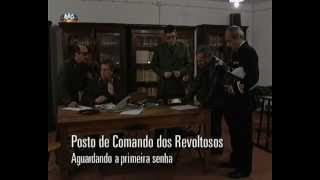 Posto de Comando dos Revoltosos
Aguardando a primeira senha